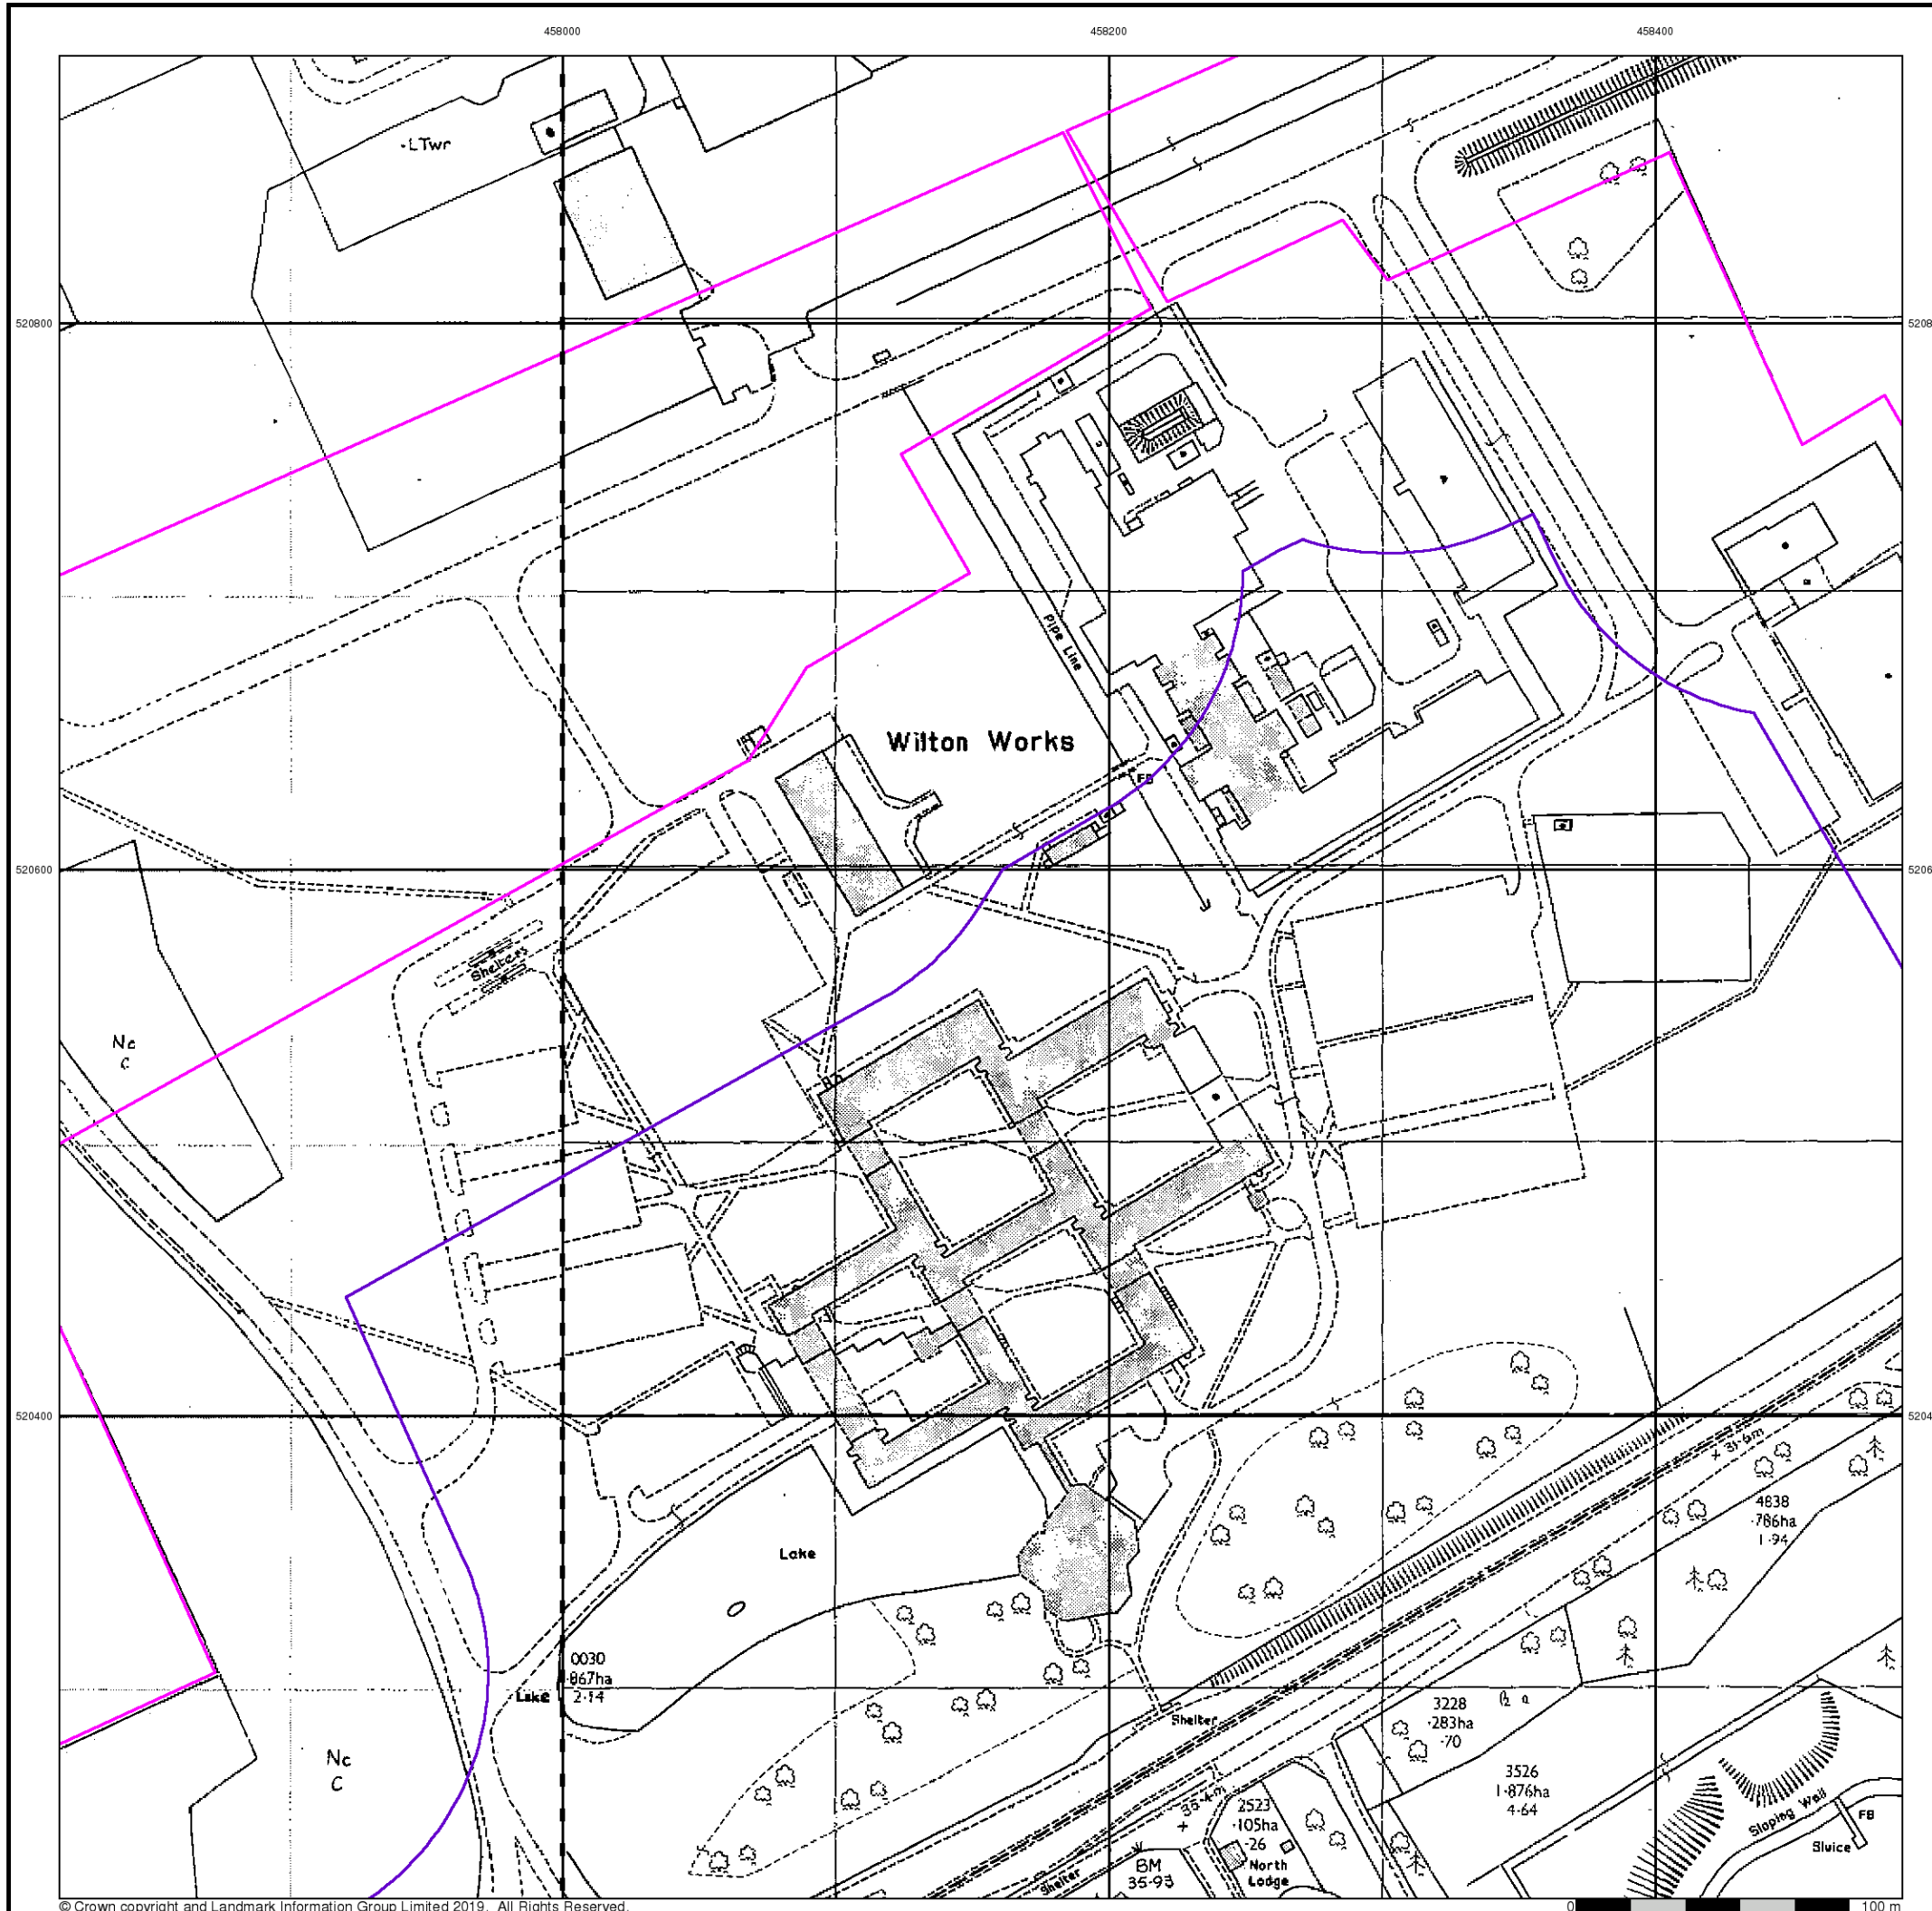 458000
458200
458400
·LTwr
520800
5208
Pipe Line
Wilton Works
FB
520600
5206
Shelters
Nc
C
520400
5204
31·6m
4838
·786ha
1·94
Lake
0030
·867ha
2·14
Lake
Shelter
3228
·283ha
·70
Nc
C
3526
1·876ha
4·64
35·4m
2523
·105ha
·26
North
Lodge
Sloping Wall
FB
Sluice
BM
35·93
Shelter
© Crown copyright and Landmark Information Group Limited 2019. All Rights Reserved.
0
100 m